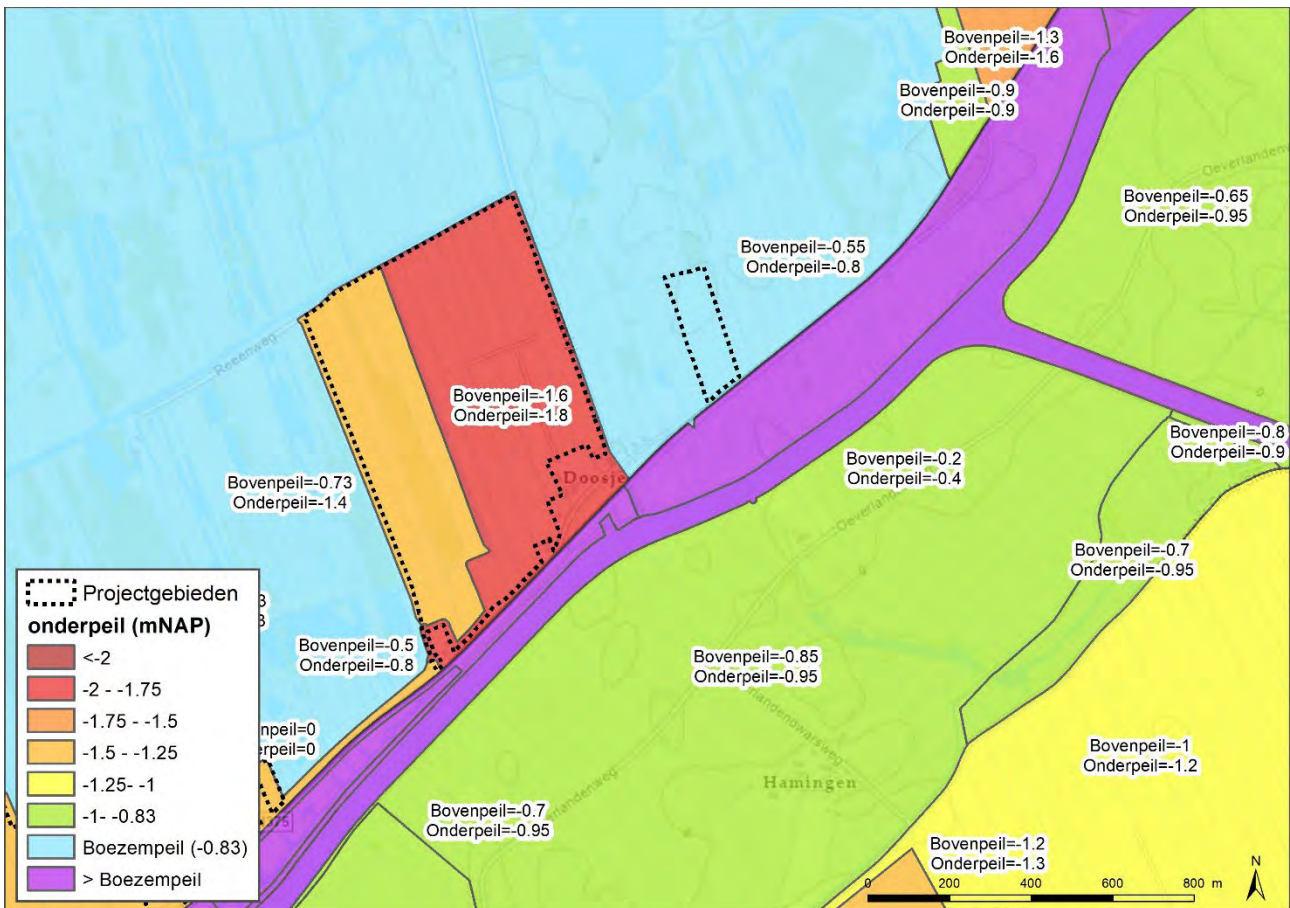 Bovenpeil=-1.3
Onderpeil=-1.6
Bovenpeil=-0.9
Onderpeil=-0.9
Bovenpeil=-0.65
Onderpeil=-0.95
Bovenpeil=-0.55
Onderpeil=-0.8
Reeenweg
Bovenpeil=-1.6
Onderpeil=-1.8
Doosje
Bovenpeil=-0.8
Onderpeil=-0.9
Bovenpeil=-0.2
Onderpeil=-0.4
Oeverlandenweg
Bovenpeil=-0.73
Onderpeil=-1.4
Bovenpeil=-0.7
Onderpeil=-0.95
Bovenpeil=-0.5
Onderpeil=-0.8
Bovenpeil=-0.85
Onderpeil=-0.95
Bovenpeil=-1
Onderpeil=-1.2
Hamingen
Bovenpeil=-0.7
Onderpeil=-0.95
Bovenpeil=-1.2
Onderpeil=-1.3
Projectgebieden
onderpeil (mNAP)
<-2
-2 - -1.75
-1.75 - -1.5
-1.5 - -1.25
-1.25- -1
-1- -0.83
Boezempeil (-0.83)
> Boezempeil
npeil=0
erpeil=0
0 200 400 600 800 m
N